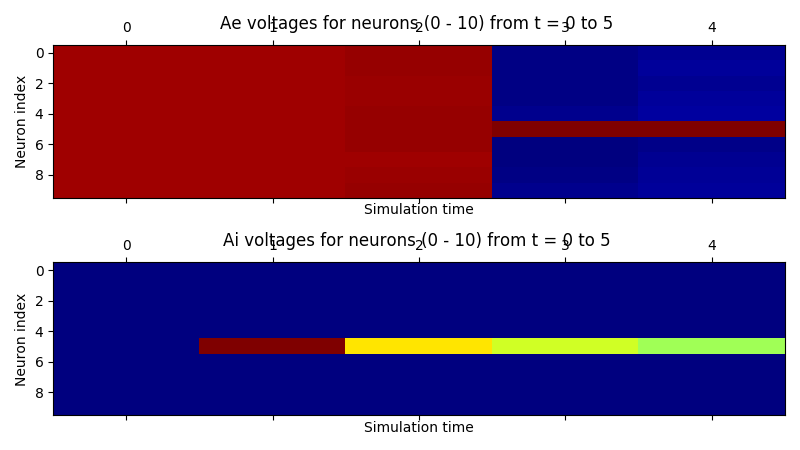 Ae voltages for neurons (0 - 10) from t = 0 to 5
0 1 2 3 4
Neuron index
0
2
4
6
8
Simulation time
Ai voltages for neurons (0 - 10) from t = 0 to 5
0 1 2 3 4
Neuron index
0
2
4
6
8
Simulation time